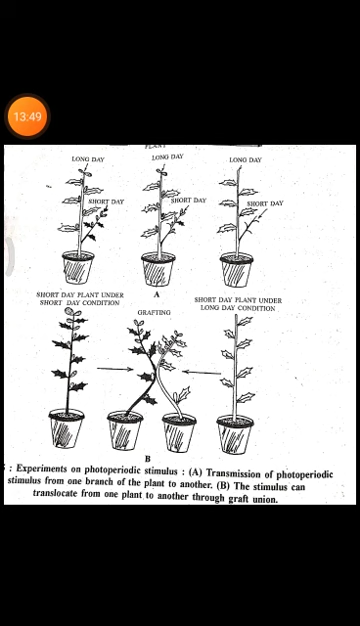 13:49
PLANT
LONG DAY
LONG DAY
LONG DAY
SHORT DAY
SHORT DAY
SHORT DAY
A
SHORT DAY PLANT UNDER
SHORT DAY CONDITION
GRAFTING
SHORT DAY PLANT UNDER
LONG DAY CONDITION
B
: Experiments on photoperiodic stimulus : (A) Transmission of photoperiodic
stimulus from one branch of the plant to another. (B) The stimulus can
translocate from one plant to another through graft union.